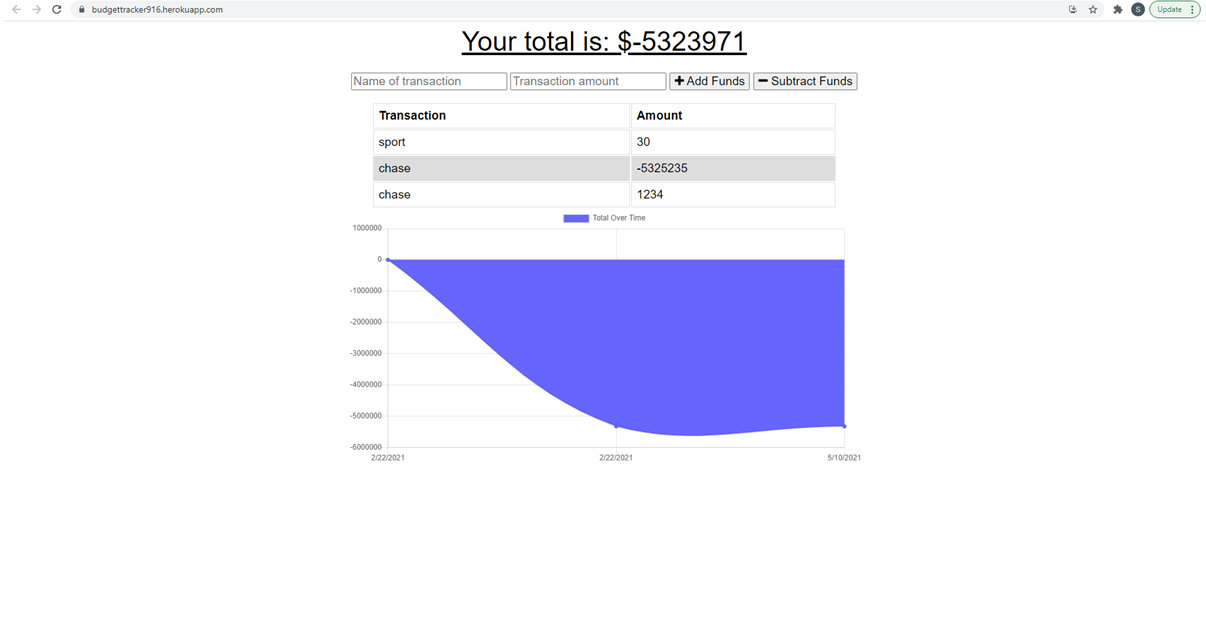 budgettracker916.herokuapp.com S Update
Your total is: $-5323971
Name of transaction Transaction amount Add Funds Subtract Funds
Transaction Amount
sport 30
chase -5325235
chase 1234
Total Over Time
1000000
0
-1000000
-2000000
-3000000
-4000000
-5000000
-6000000
2/22/2021 2/22/2021 5/10/2021